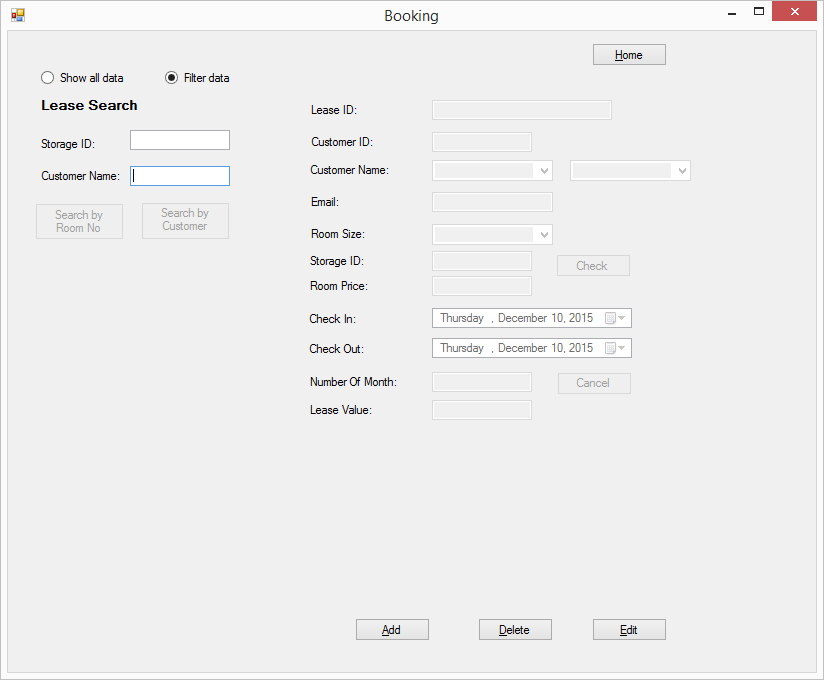 Booking
Home
Show all data
Filter data
Lease Search
Storage ID:
Customer Name:
Search by
Room No
Search by
Customer
Lease ID:
Customer ID:
Customer Name:
Email:
Room Size:
Storage ID:
Check
Room Price:
Check In:
Thursday , December 10, 2015
Check Out:
Thursday , December 10, 2015
Number Of Month:
Cancel
Lease Value:
Add
Delete
Edit